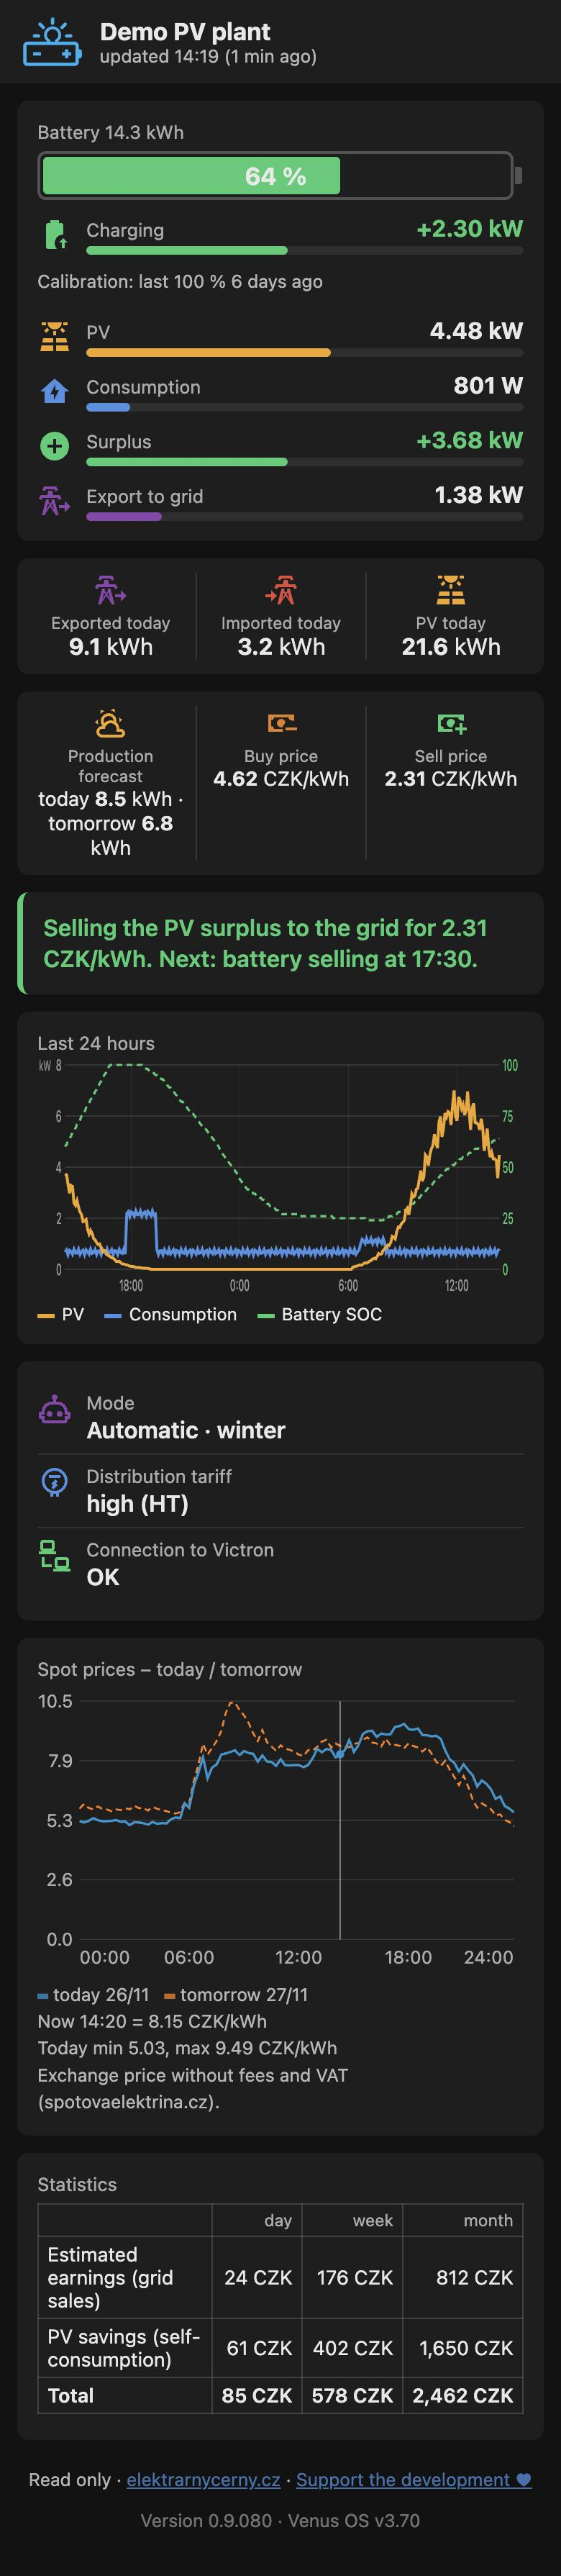 Demo PV plant
updated 14:19 (1 min ago)
Battery 14.3 kWh
64 %
Charging +2.30 kW
Calibration: last 100 % 6 days ago
PV 4.48 kW
Consumption 801 W
Surplus +3.68 kW
Export to grid 1.38 kW
Exported today
9.1 kWh
Imported today
3.2 kWh
PV today
21.6 kWh
Production
forecast
today 8.5 kWh ·
tomorrow 6.8
kWh
Buy price
4.62 CZK/kWh
Sell price
2.31 CZK/kWh
Selling the PV surplus to the grid for 2.31
CZK/kWh. Next: battery selling at 17:30.
Last 24 hours
kW 8 100
6 75
4 50
2 25
0 0
18:00 0:00 6:00 12:00
PV Consumption Battery SOC
Mode
Automatic · winter
Distribution tariff
high (HT)
Connection to Victron
OK
Spot prices – today / tomorrow
10.5
7.9
5.3
2.6
0.0
00:00 06:00 12:00 18:00 24:00
today 26/11 tomorrow 27/11
Now 14:20 = 8.15 CZK/kWh
Today min 5.03, max 9.49 CZK/kWh
Exchange price without fees and VAT
(spotovaelektrina.cz).
Statistics
day week month
Estimated
earnings (grid
sales)
24 CZK 176 CZK 812 CZK
PV savings (self-
consumption)
61 CZK 402 CZK 1,650 CZK
Total 85 CZK 578 CZK 2,462 CZK
Read only · elektrarnycerny.cz · Support the development ♥
Version 0.9.080 · Venus OS v3.70